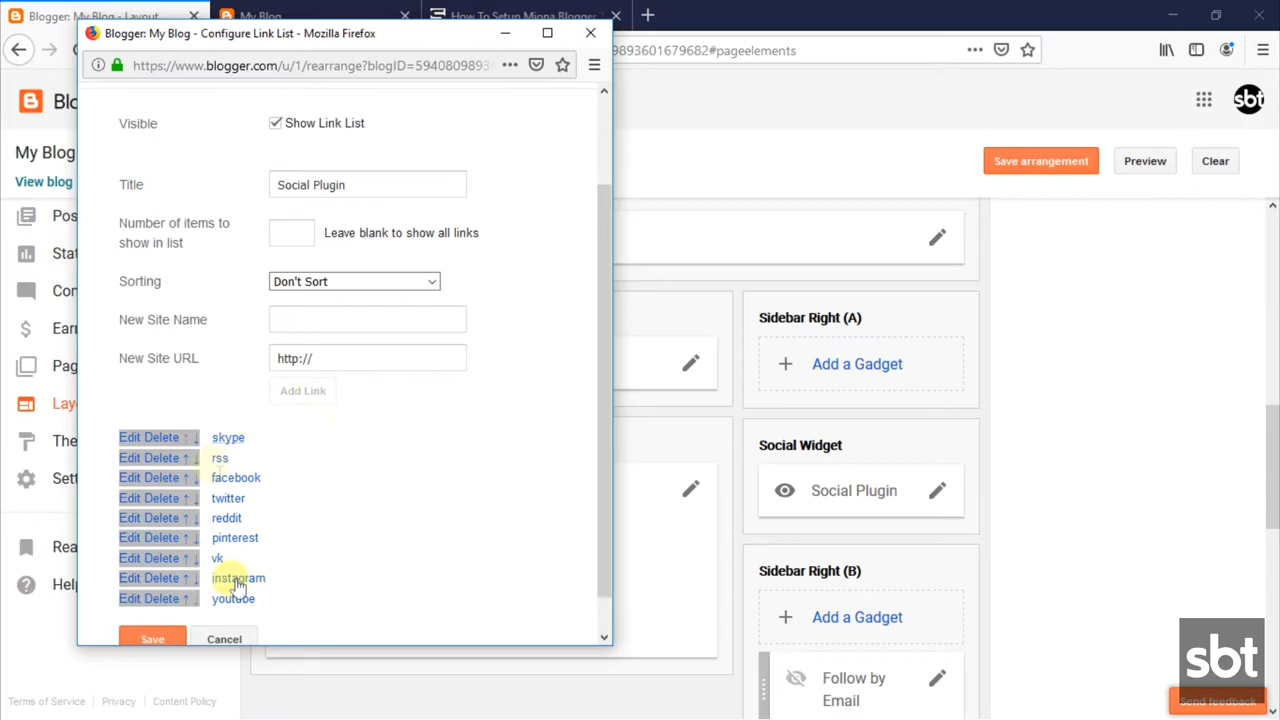 Blogger: My Blog - Layout
My Blog
How To Setup Miona Blogger T
Blogger: My Blog - Configure Link List - Mozilla Firefox
9893601679682#pageelements
https://www.blogger.com/u/1/rearrange?blogID=5940809893
Blo
sbt
My Blog
View blog
Save arrangement
Preview
Clear
Pos
Stat
Con
Earr
Pag
Layo
The
Sett
Rea
Help
Terms of Service
Privacy
Content Policy
Visible
Show Link List
Title
Social Plugin
Number of items to
show in list
Leave blank to show all links
Sorting
Don't Sort
New Site Name
New Site URL
http://
Add Link
Edit Delete ↑ ↓ skype
Edit Delete ↑ ↓ rss
Edit Delete ↑ ↓ facebook
Edit Delete ↑ ↓ twitter
Edit Delete ↑ ↓ reddit
Edit Delete ↑ ↓ pinterest
Edit Delete ↑ ↓ vk
Edit Delete ↑ ↓ instagram
Edit Delete ↑ ↓ youtube
Save
Cancel
Sidebar Right (A)
Add a Gadget
Social Widget
Social Plugin
Sidebar Right (B)
Add a Gadget
Follow by
Email
sbt
Send feedback